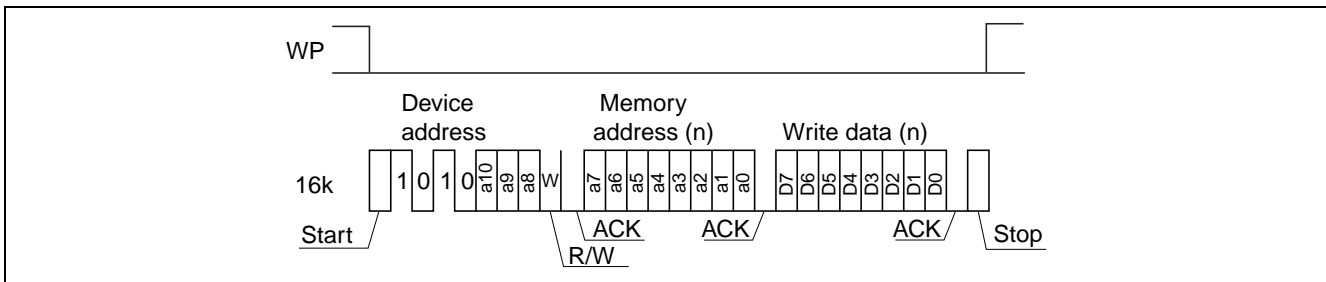 WP
Device
address
Memory
address (n)
Write data (n)
16k
1 0 1 0 a10 a9 a8 W a7 a6 a5 a4 a3 a2 a1 a0 D7 D6 D5 D4 D3 D2 D1 D0
Start
ACK
ACK
ACK
Stop
R/W